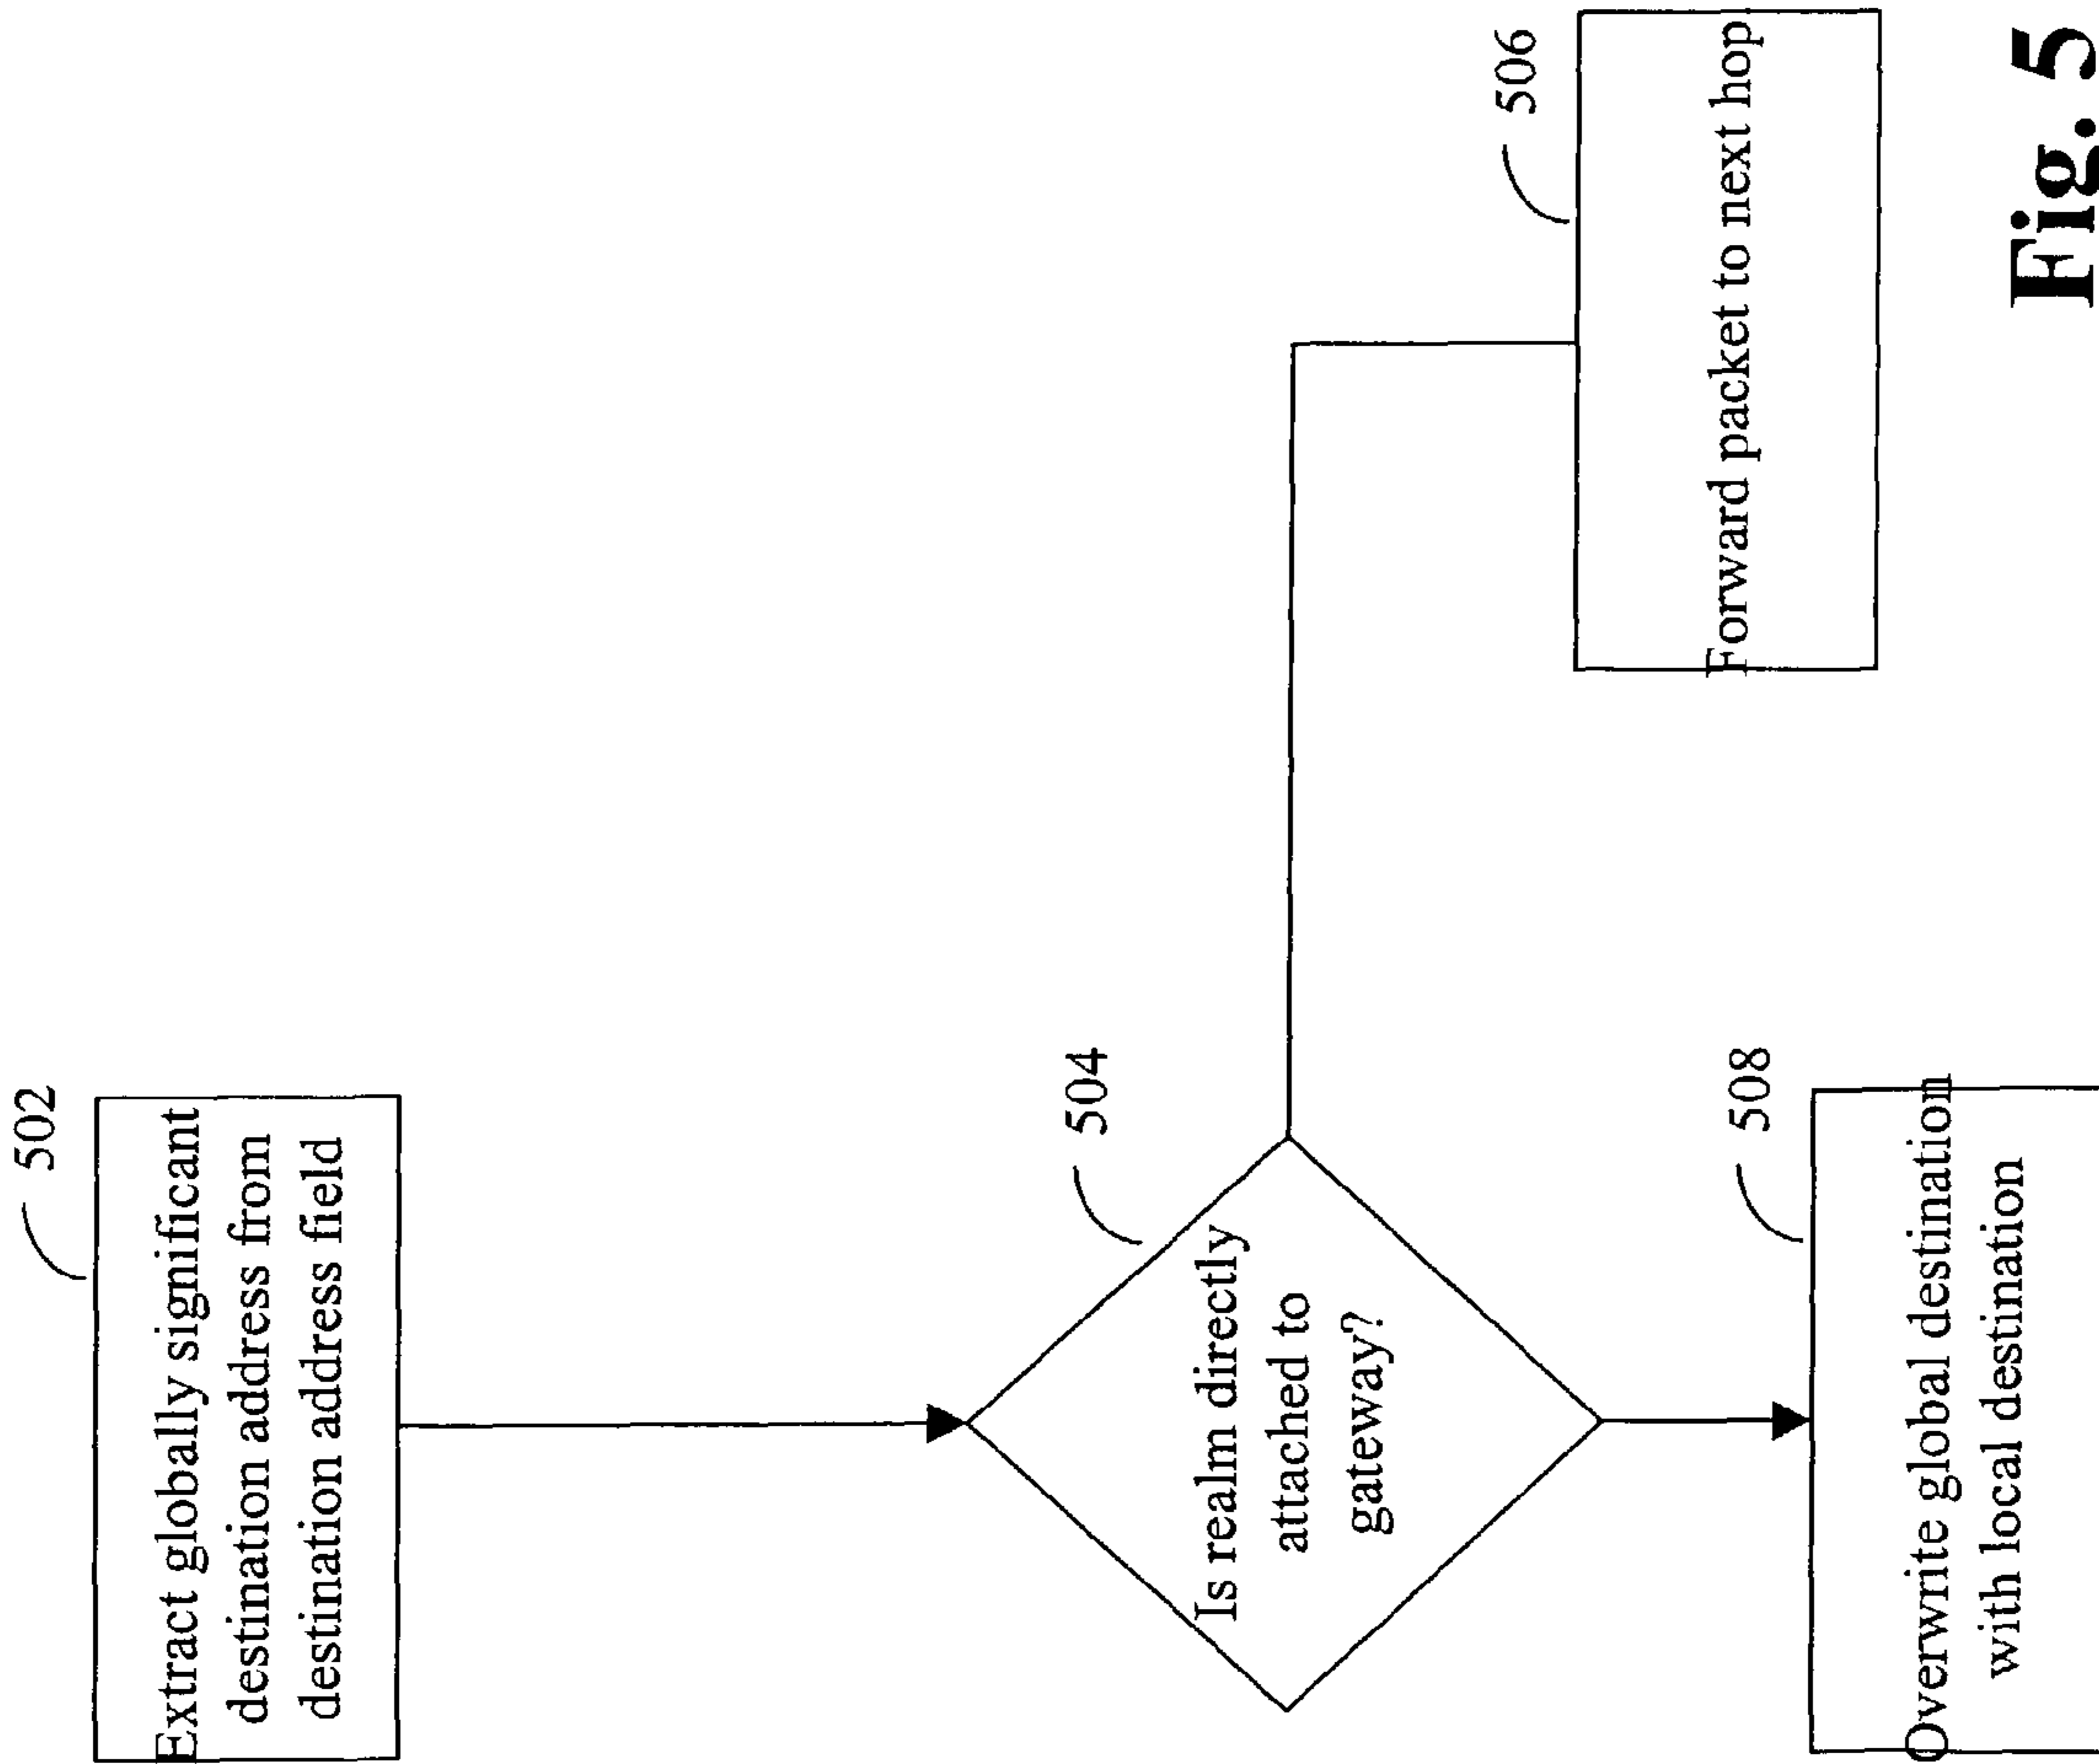 502
Extract globally significant
destination address from
destination address field
504
Is realm directly
attached to
gateway?
506
Forward packet to next hop
508
Overwrite global destination
with local destination
Fig. 5